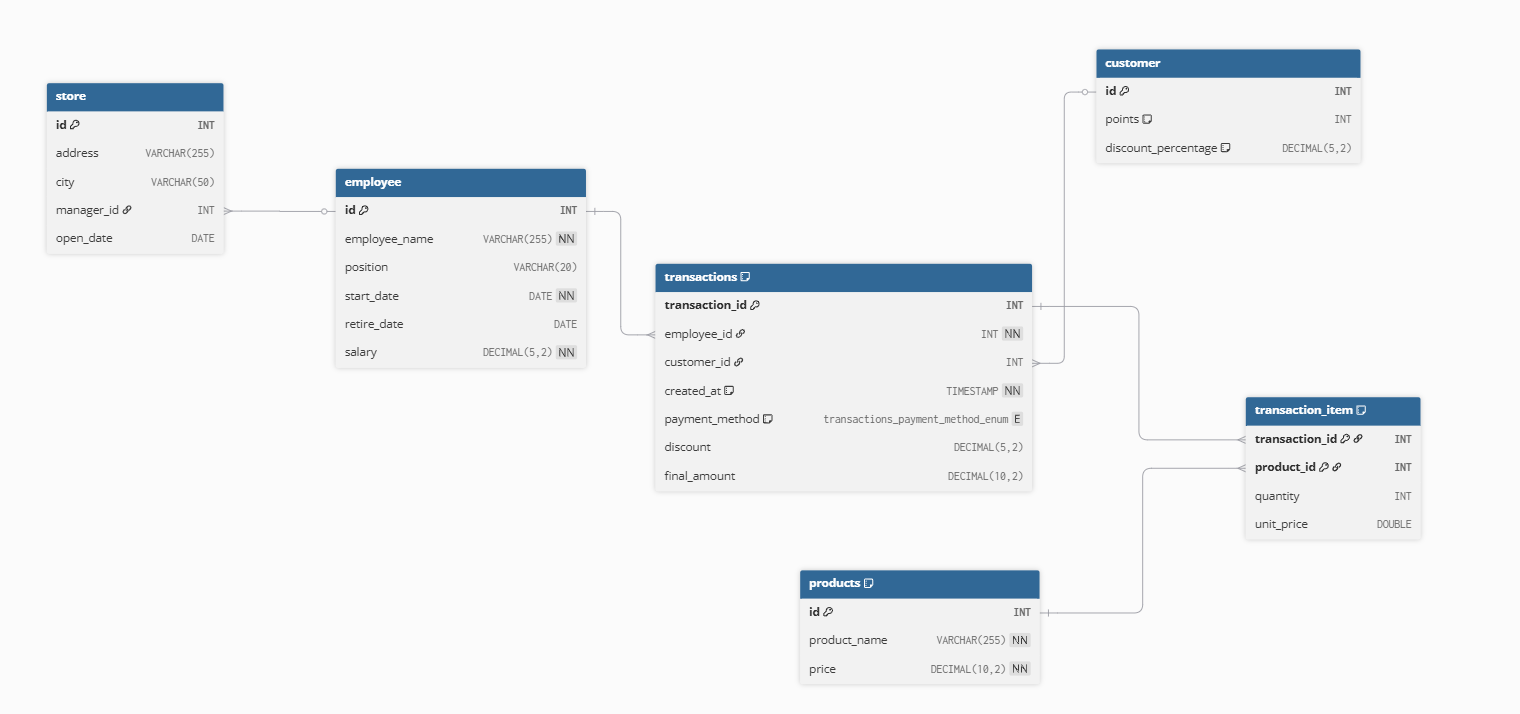 store
id INT
address VARCHAR(255)
city VARCHAR(50)
manager_id INT
open_date DATE
employee
id INT
employee_name VARCHAR(255) NN
position VARCHAR(20)
start_date DATE NN
retire_date DATE
salary DECIMAL(5,2) NN
transactions
transaction_id INT
employee_id INT NN
customer_id INT
created_at TIMESTAMP NN
payment_method transactions_payment_method_enum E
discount DECIMAL(5,2)
final_amount DECIMAL(10,2)
customer
id INT
points INT
discount_percentage DECIMAL(5,2)
transaction_item
transaction_id INT
product_id INT
quantity INT
unit_price DOUBLE
products
id INT
product_name VARCHAR(255) NN
price DECIMAL(10,2) NN